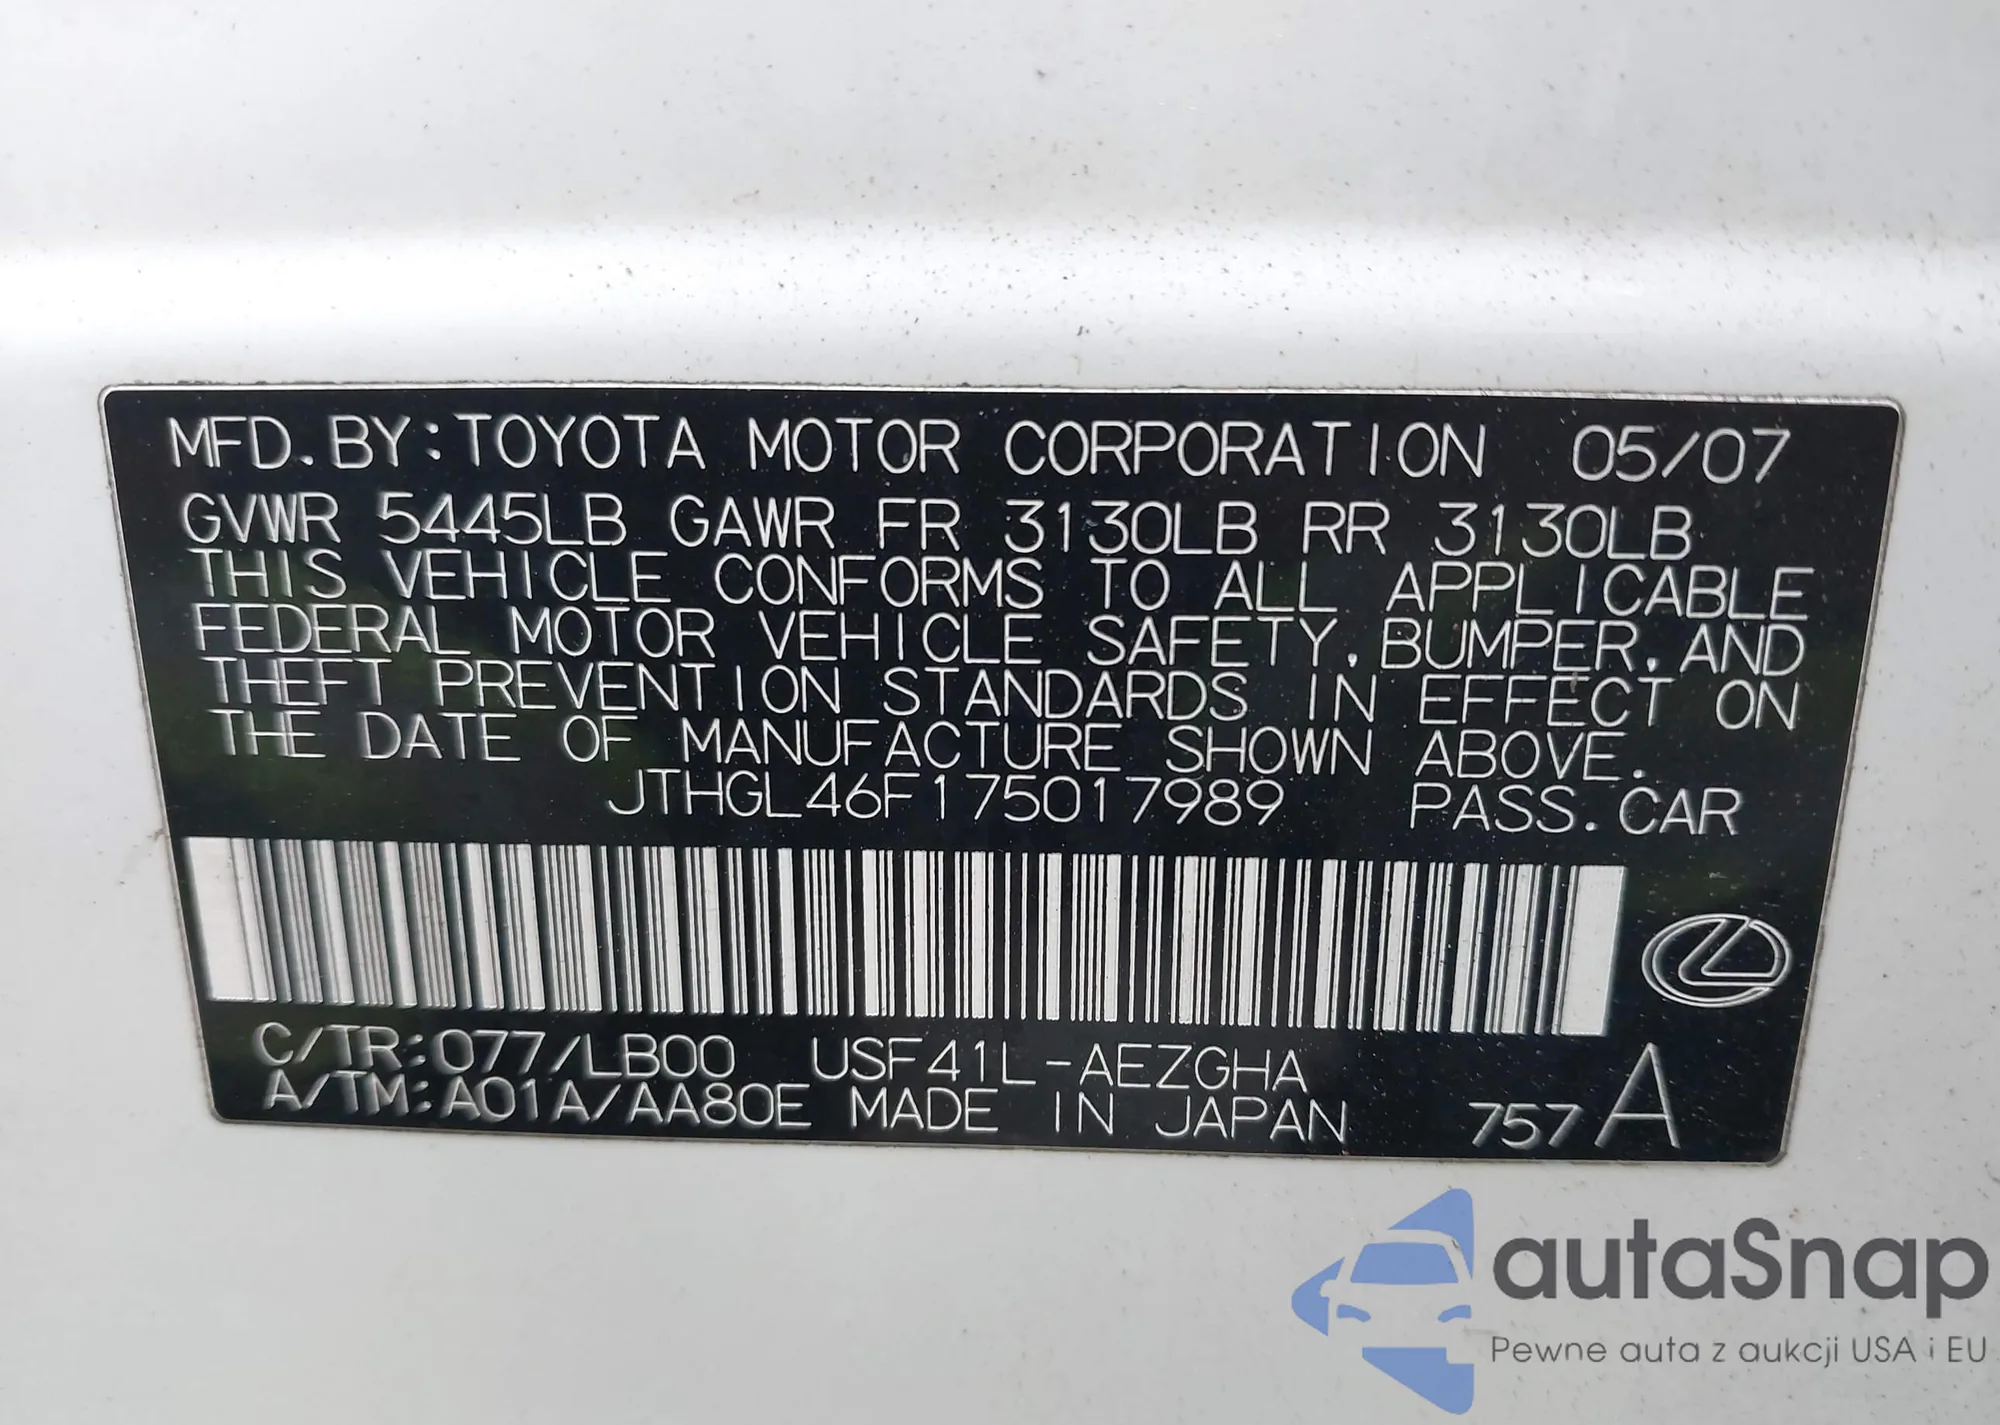 MFD. BY: TOYOTA MOTOR CORPORATION 05/07
GVWR 5445LB GAWR FR 3130LB RR 3130LB
THIS VEHICLE CONFORMS TO ALL APPLICABLE
FEDERAL MOTOR VEHICLE SAFETY, BUMPER, AND
THEFT PREVENTION STANDARDS IN EFFECT ON
THE DATE OF MANUFACTURE SHOWN ABOVE.
JTHGL46F175017989 PASS. CAR
C/TR: 077/LB00 USF41L-AEZGHA
A/TM: A01A/AA80E MADE IN JAPAN 757 A
autaSnap
Pewne auta z aukcji USA i EU